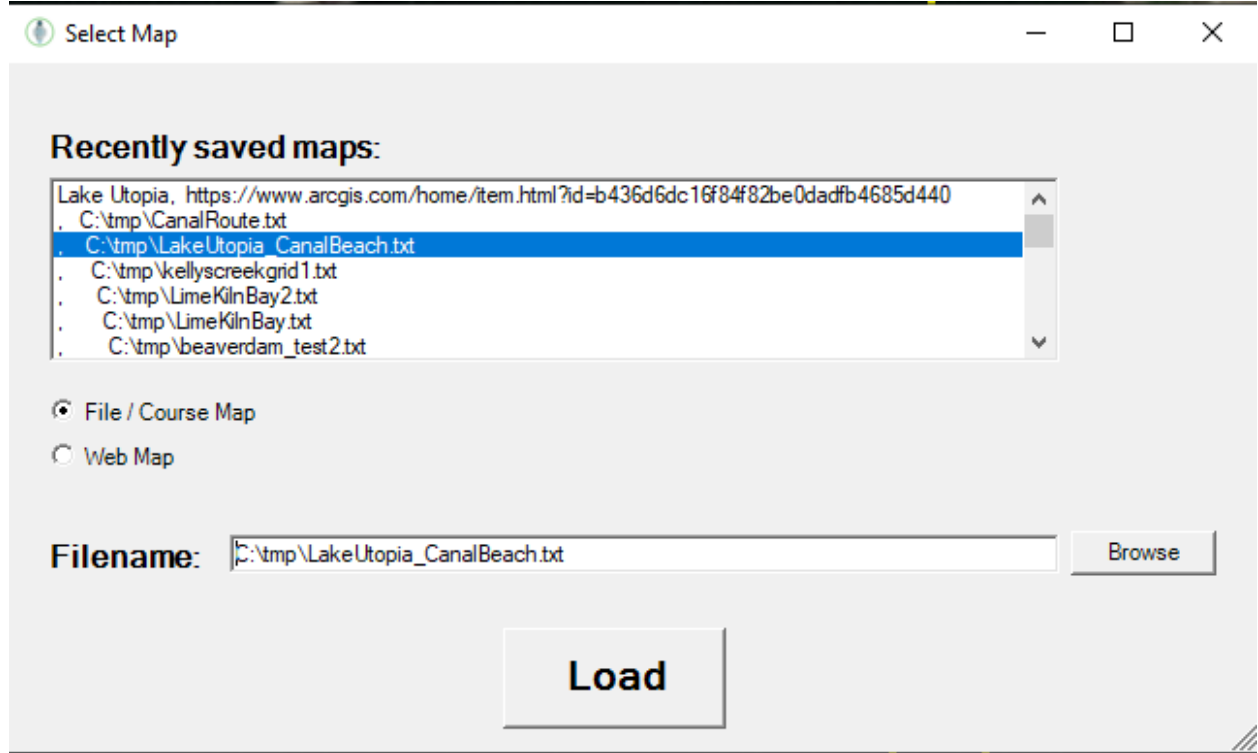 Select Map
Recently saved maps:
Lake Utopia, https://www.arcgis.com/home/item.html?id=b436d6dc16f84f82be0dadfb4685d440
, C:\tmp\CanalRoute.txt
, C:\tmp\LakeUtopia_CanalBeach.txt
, C:\tmp\kellyscreekgrid1.txt
, C:\tmp\LimeKilnBay2.txt
, C:\tmp\LimeKilnBay.txt
, C:\tmp\beaverdam_test2.txt
File / Course Map
Web Map
Filename: C:\tmp\LakeUtopia_CanalBeach.txt Browse
Load